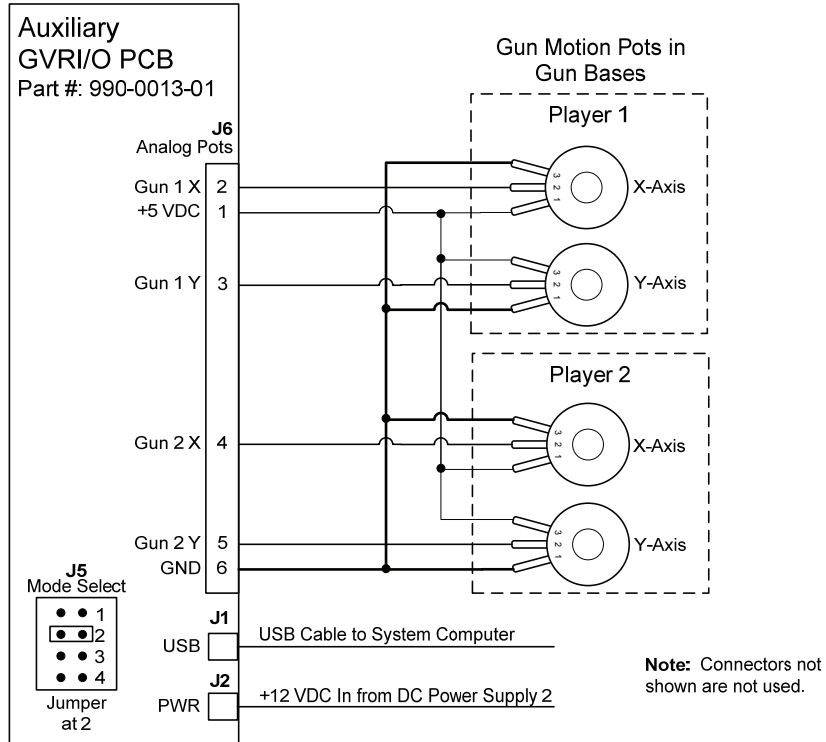 Auxiliary
GVRI/O PCB
Part #: 990-0013-01
Gun Motion Pots in
Gun Bases
J6
Analog Pots
Gun 1 X 2
+5 VDC 1
Gun 1 Y 3
Gun 2 X 4
Gun 2 Y 5
GND 6
Player 1
3
2
1
X-Axis
3
2
1
Y-Axis
Player 2
3
2
1
X-Axis
3
2
1
Y-Axis
J5
Mode Select
1
2
3
4
Jumper
at 2
J1
USB
USB Cable to System Computer
J2
PWR
+12 VDC In from DC Power Supply 2
Note: Connectors not
shown are not used.